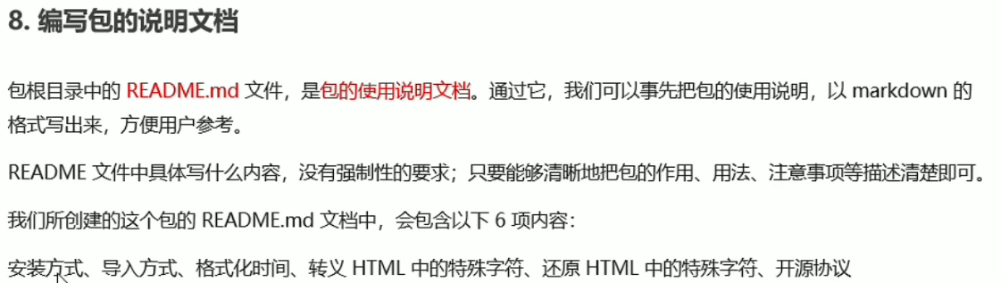 8. 编写包的说明文档
包根目录中的 README.md 文件，是包的使用说明文档。通过它，我们可以事先把包的使用说明，以 markdown 的
格式写出来，方便用户参考。
README 文件中具体写什么内容，没有强制性的要求；只要能够清晰地把包的作用、用法、注意事项等描述清楚即可。
我们所创建的这个包的 README.md 文档中，会包含以下 6 项内容：
安装方式、导入方式、格式化时间、转义 HTML 中的特殊字符、还原 HTML 中的特殊字符、开源协议